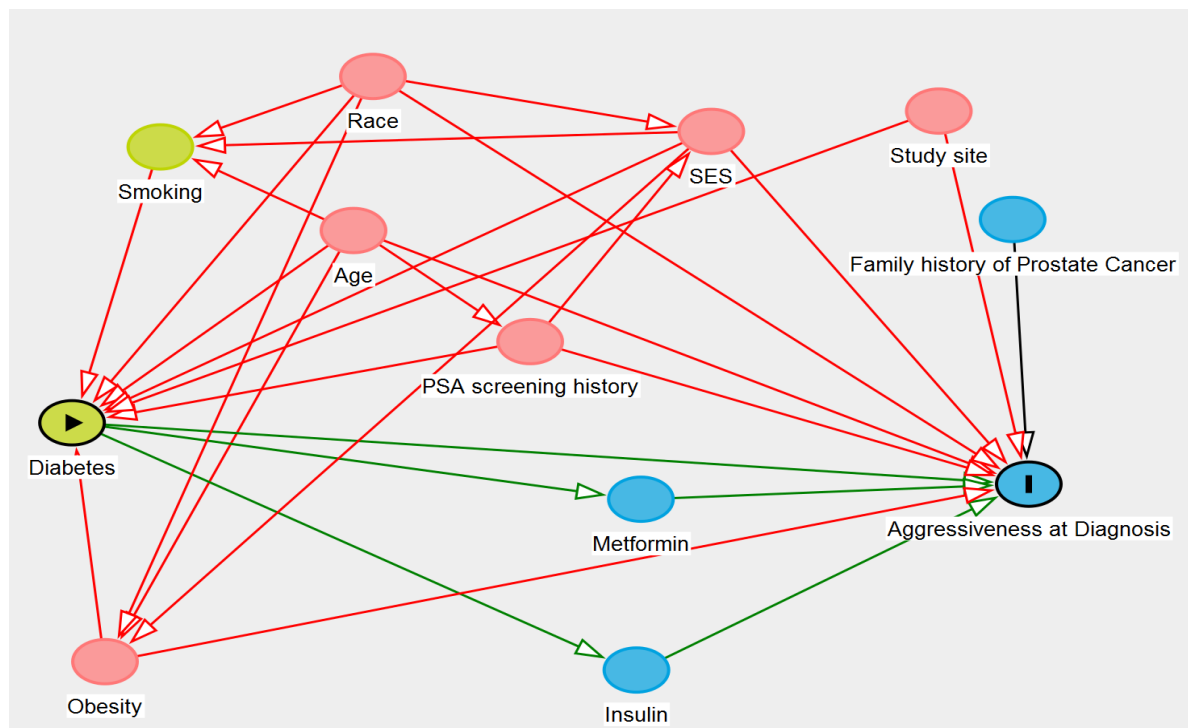 Race
Study site
SES
Smoking
Family history of Prostate Cancer
Age
PSA screening history
Diabetes
Aggressiveness at Diagnosis
Metformin
Obesity
Insulin